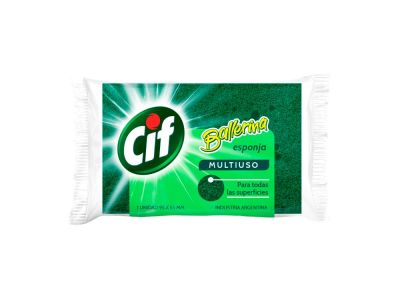 Cif
Ballerina
esponja
MULTIUSO
Para todas
las superficies
INDUSTRIA ARGENTINA